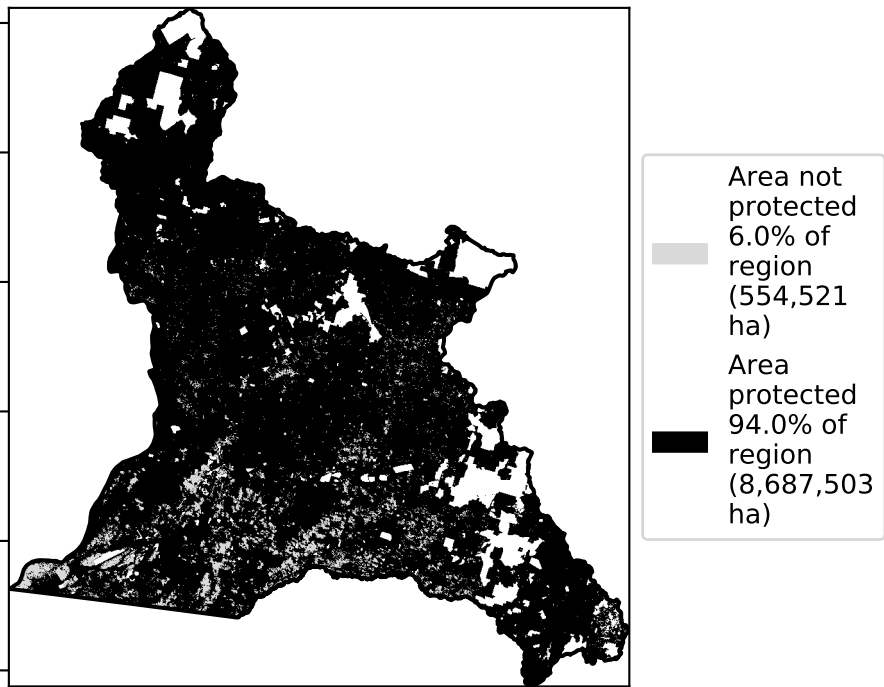 Area not
protected
6.0% of
region
(554,521
ha)
Area
protected
94.0% of
region
(8,687,503
ha)